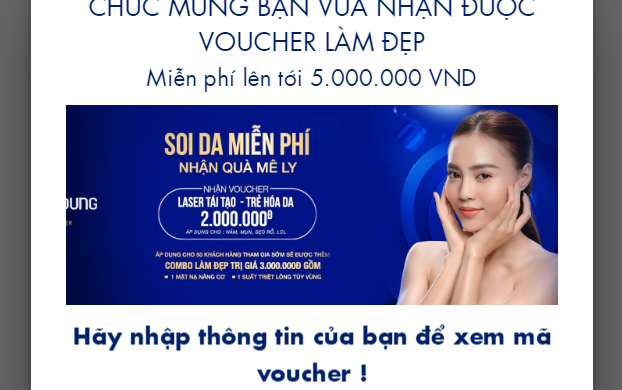 CHÚC MỪNG BẠN VỪA NHẬN ĐƯỢC
VOUCHER LÀM ĐẸP
Miễn phí lên tới 5.000.000 VND
SOI DA MIỄN PHÍ
NHẬN QUÀ MÊ LY
NHẬN VOUCHER
LASER TÁI TẠO - TRẺ HÓA DA
2.000.000Đ
ÁP DỤNG CHO : NÁM, MỤN, SẸO RỖ, LCL
ÁP DỤNG CHO 50 KHÁCH HÀNG THAM GIA SỚM SẼ ĐƯỢC THÊM
COMBO LÀM ĐẸP TRỊ GIÁ 3.000.000Đ GỒM
1 MẶT NẠ NÂNG CƠ 1 SUẤT TRIỆT LÔNG TÙY VÙNG
Hãy nhập thông tin của bạn để xem mã
voucher !